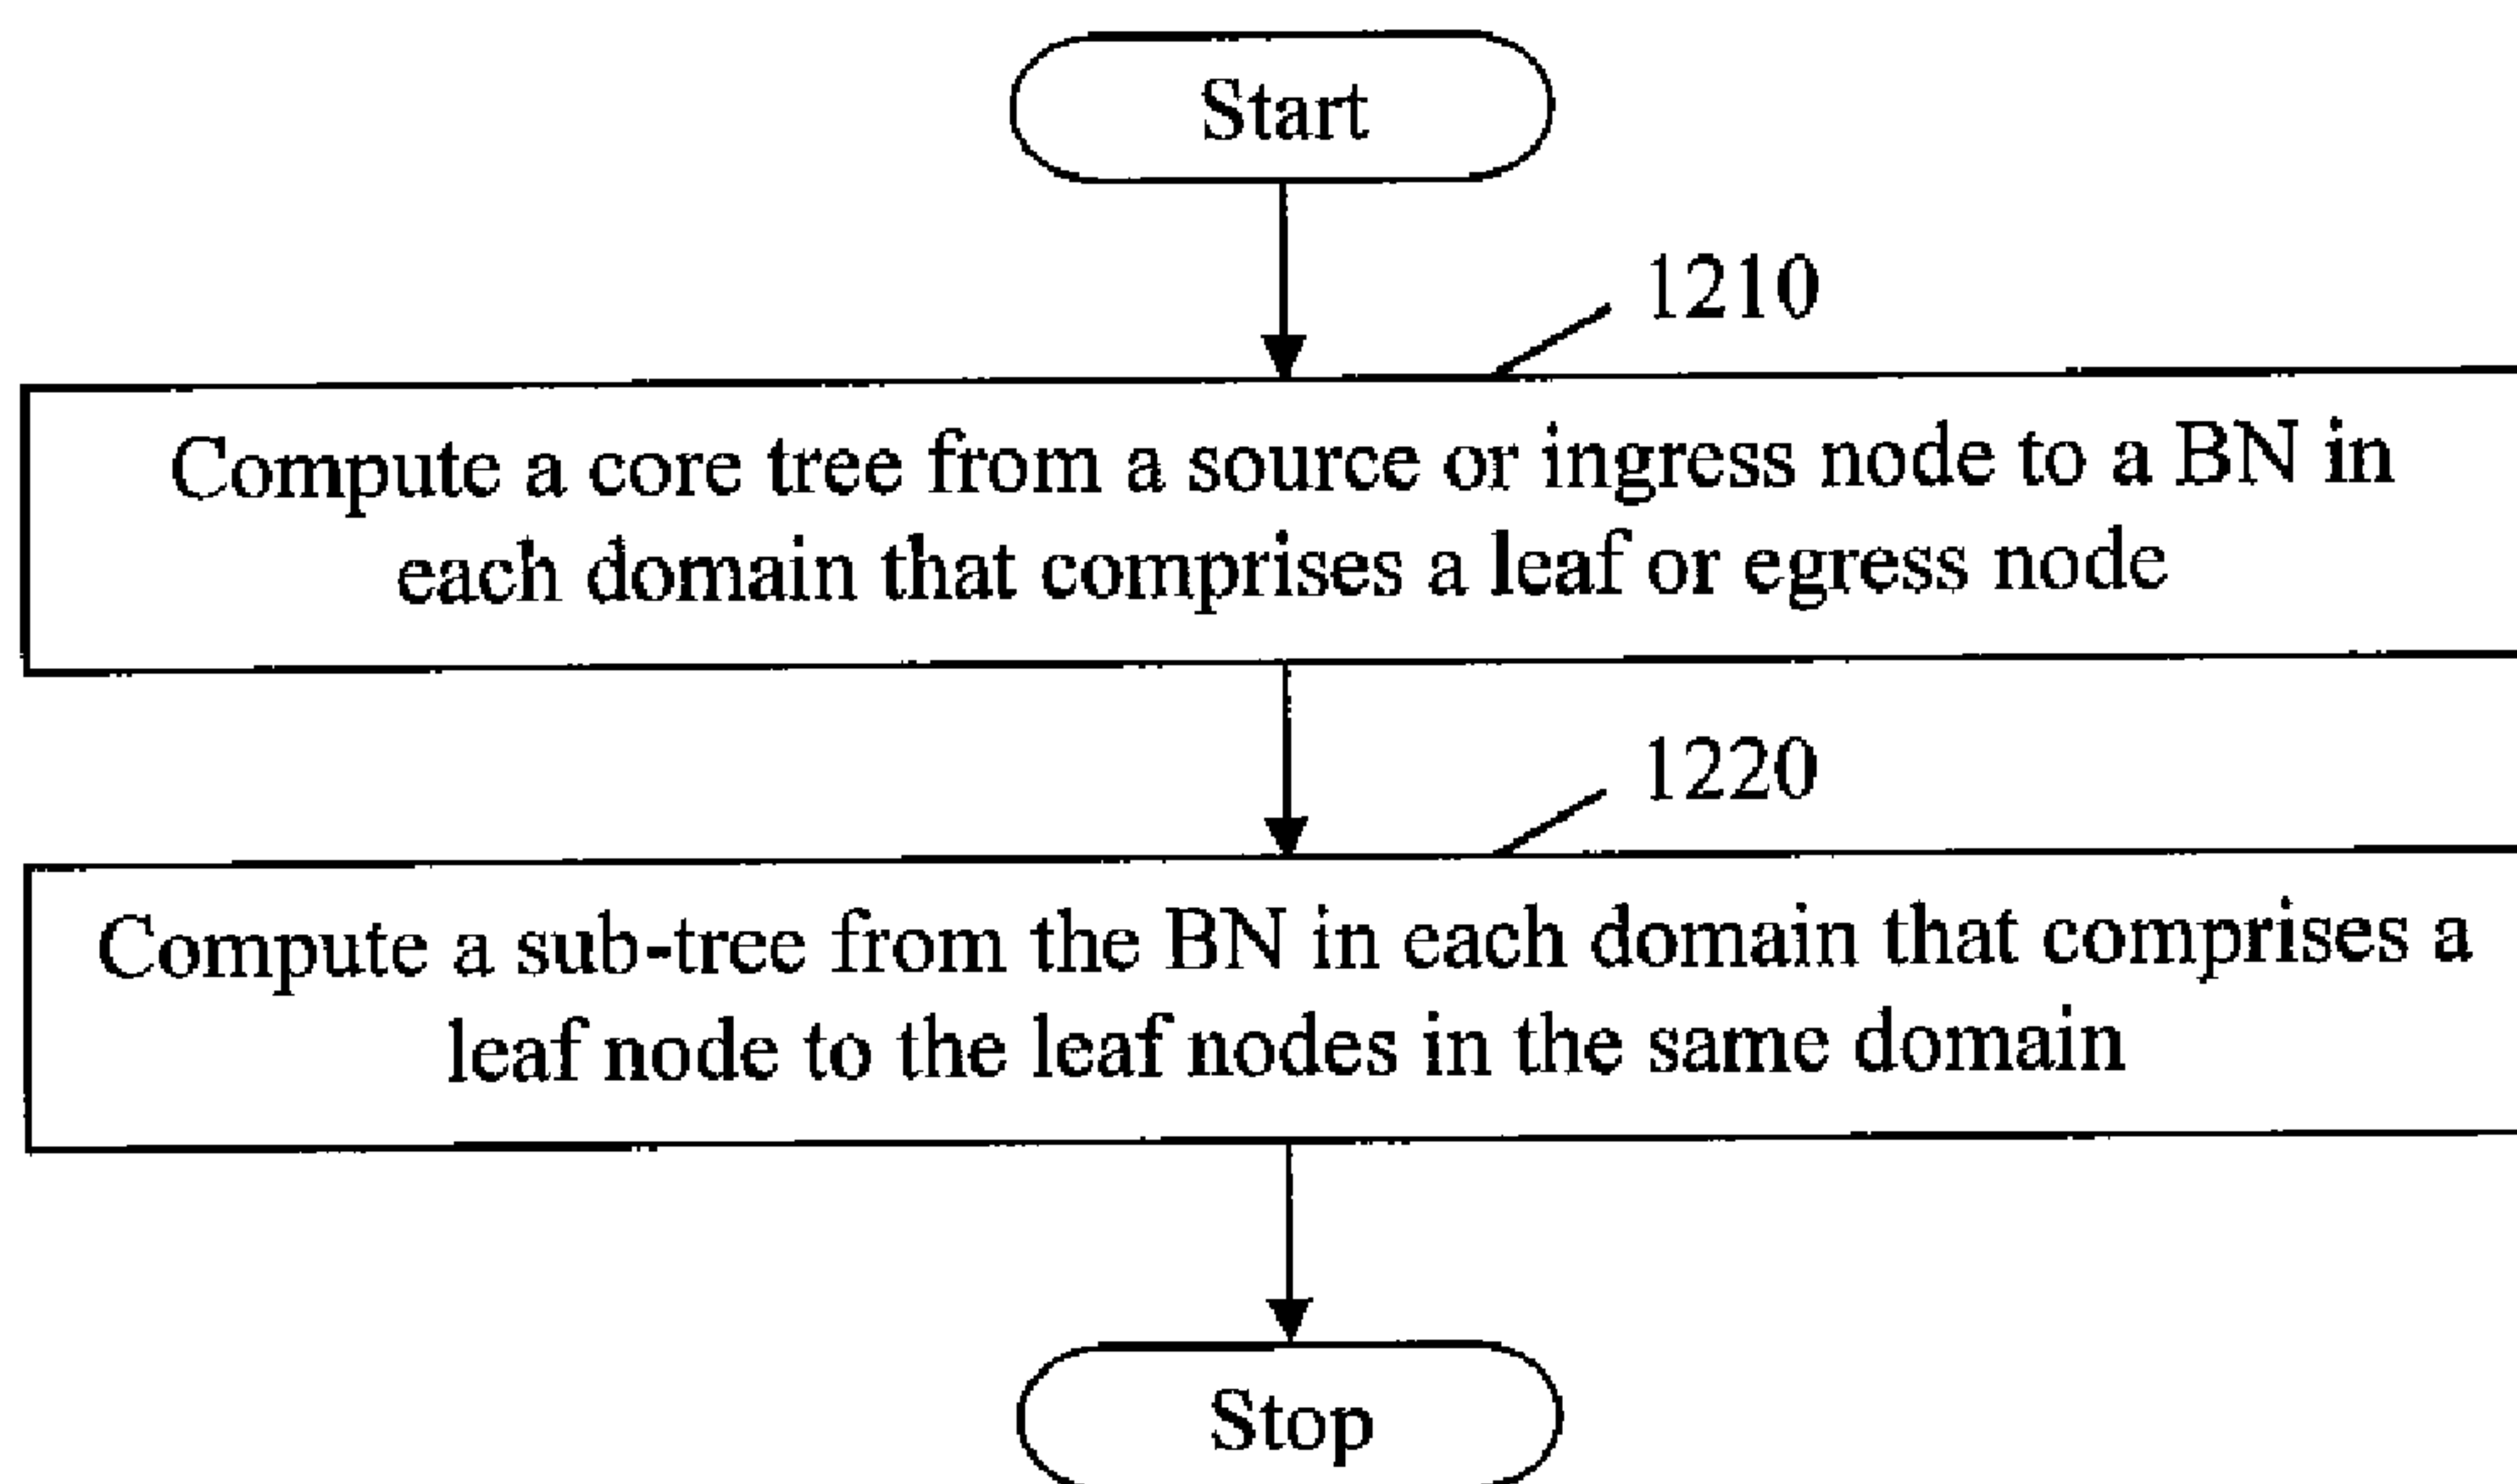 Start
1210
Compute a core tree from a source or ingress node to a BN in
each domain that comprises a leaf or egress node
1220
Compute a sub-tree from the BN in each domain that comprises a
leaf node to the leaf nodes in the same domain
Stop